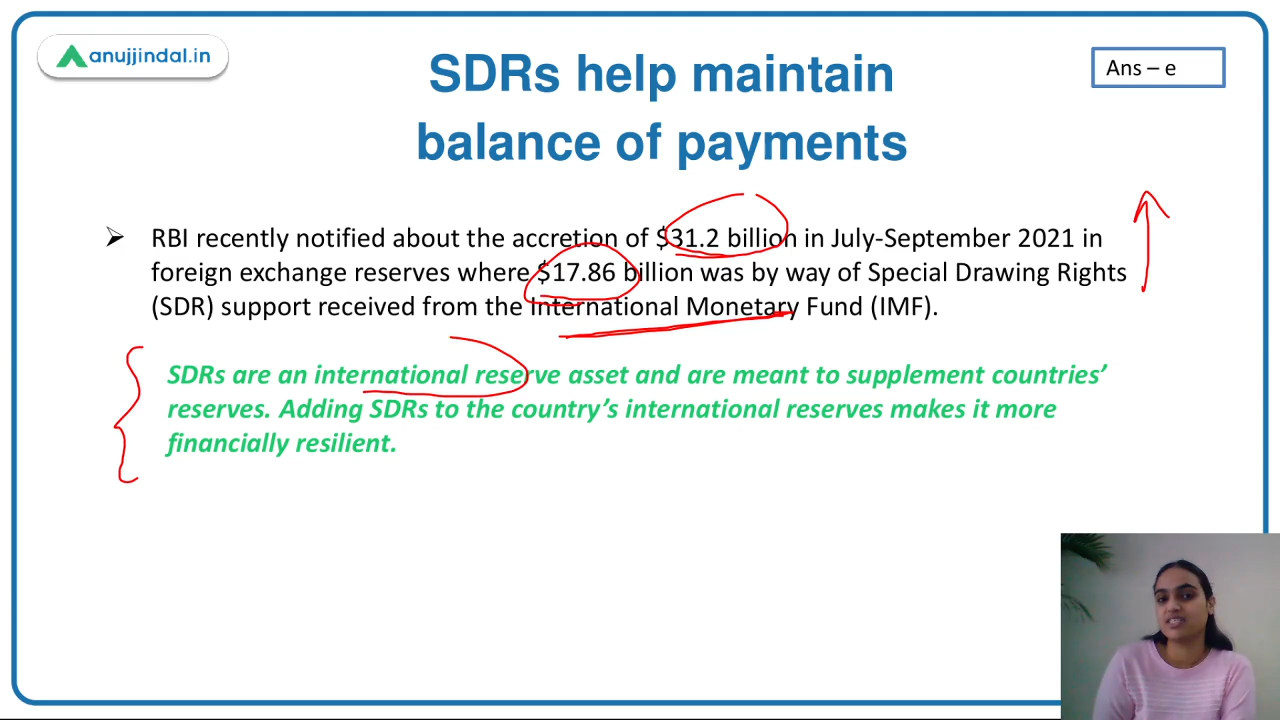 anujjindal.in
SDRs help maintain
balance of payments
Ans – e
➢ RBI recently notified about the accretion of $31.2 billion in July-September 2021 in
foreign exchange reserves where $17.86 billion was by way of Special Drawing Rights
(SDR) support received from the International Monetary Fund (IMF).
SDRs are an international reserve asset and are meant to supplement countries’
reserves. Adding SDRs to the country’s international reserves makes it more
financially resilient.